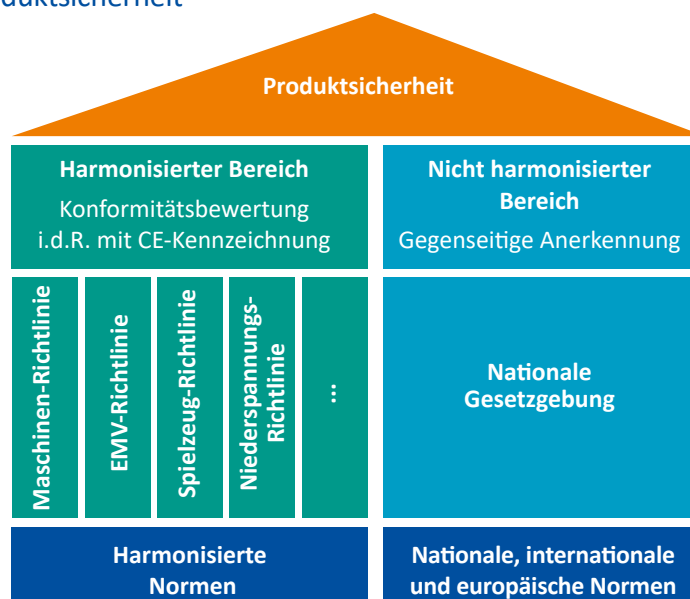 Produktsicherheit
Harmonisierter Bereich
Konformitätsbewertung
i.d.R. mit CE-Kennzeichnung
Nicht harmonisierter
Bereich
Gegenseitige Anerkennung
Maschinen-Richtlinie
EMV-Richtlinie
Spielzeug-Richtlinie
Niederspannungs-
Richtlinie
...
Nationale
Gesetzgebung
Harmonisierte
Normen
Nationale, internationale
und europäische Normen